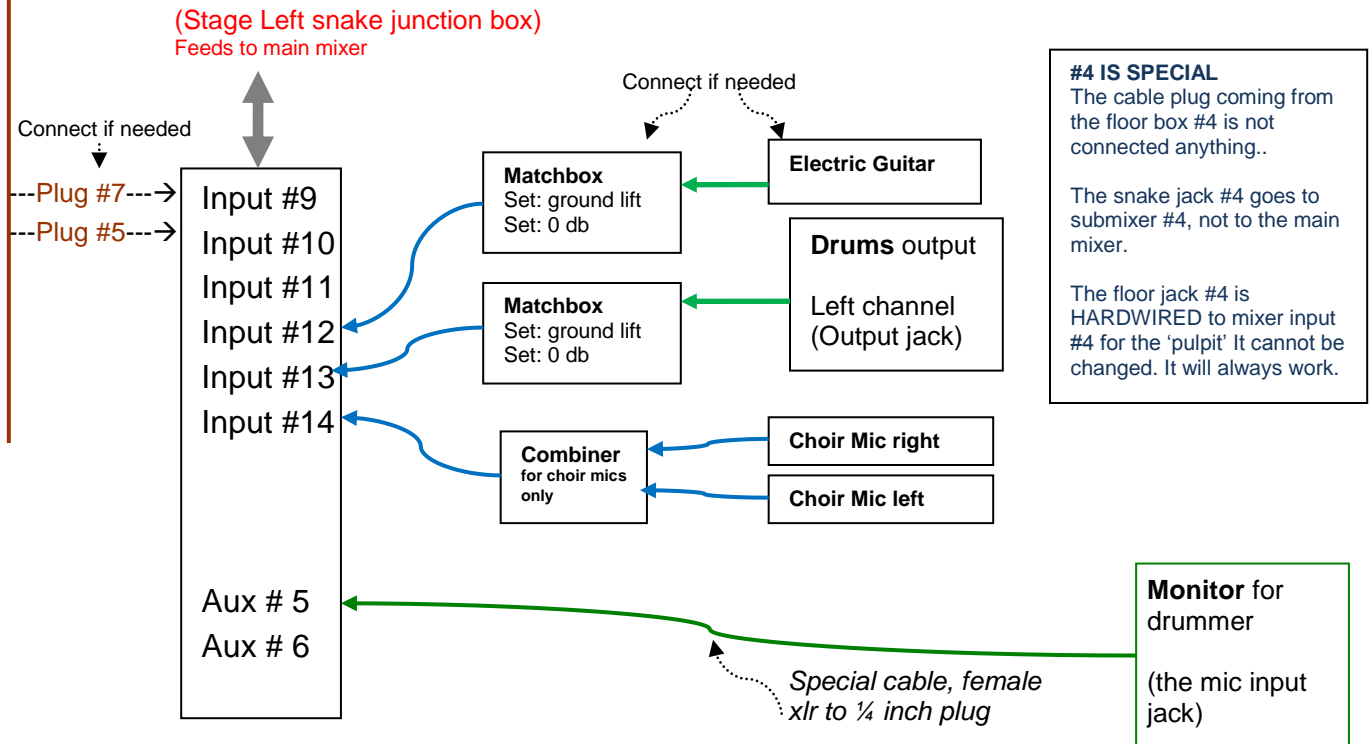 (Stage Left snake junction box)
Feeds to main mixer
Connect if needed
---Plug #7---→
---Plug #5---→
Input #9
Input #10
Input #11
Input #12
Input #13
Input #14
Aux # 5
Aux # 6
Connect if needed
Matchbox
Set: ground lift
Set: 0 db
Electric Guitar
Matchbox
Set: ground lift
Set: 0 db
Drums output
Left channel
(Output jack)
Combiner
for choir mics
only
Choir Mic right
Choir Mic left
Special cable, female
xlr to ¼ inch plug
Monitor for
drummer
(the mic input
jack)
#4 IS SPECIAL
The cable plug coming from
the floor box #4 is not
connected anything..
The snake jack #4 goes to
submixer #4, not to the main
mixer.
The floor jack #4 is
HARDWIRED to mixer input
#4 for the ‘pulpit’ It cannot be
changed. It will always work.